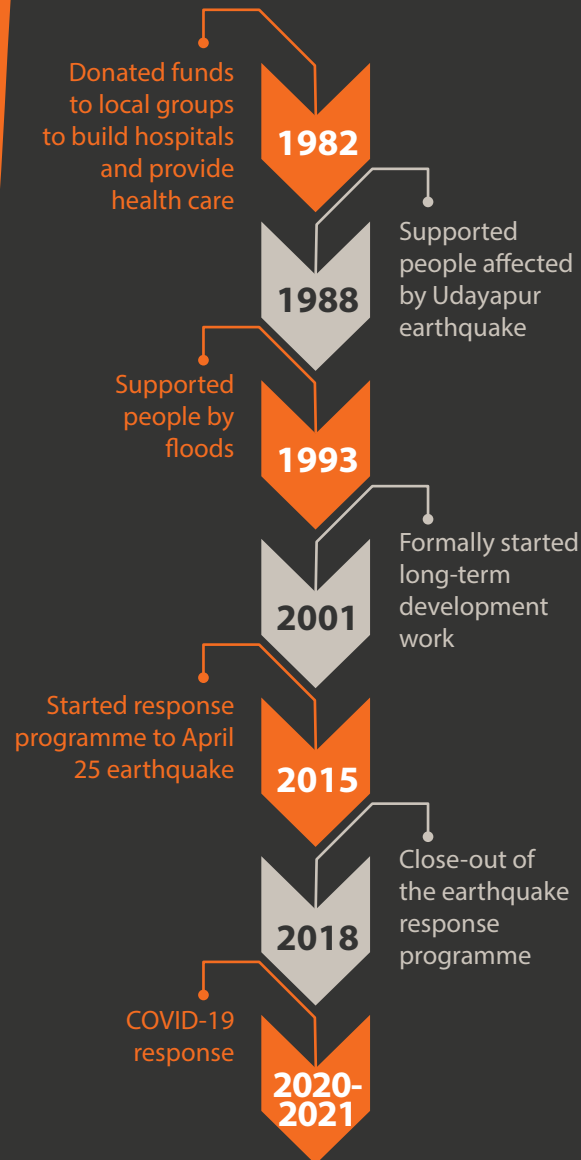 Donated funds
to local groups
to build hospitals
and provide
health care
1982
Supported
people affected
by Udayapur
earthquake
1988
Supported
people by
floods
1993
Formally started
long-term
development
work
2001
Started response
programme to April
25 earthquake
2015
Close-out of
the earthquake
response
programme
2018
COVID-19
response
2020-
2021